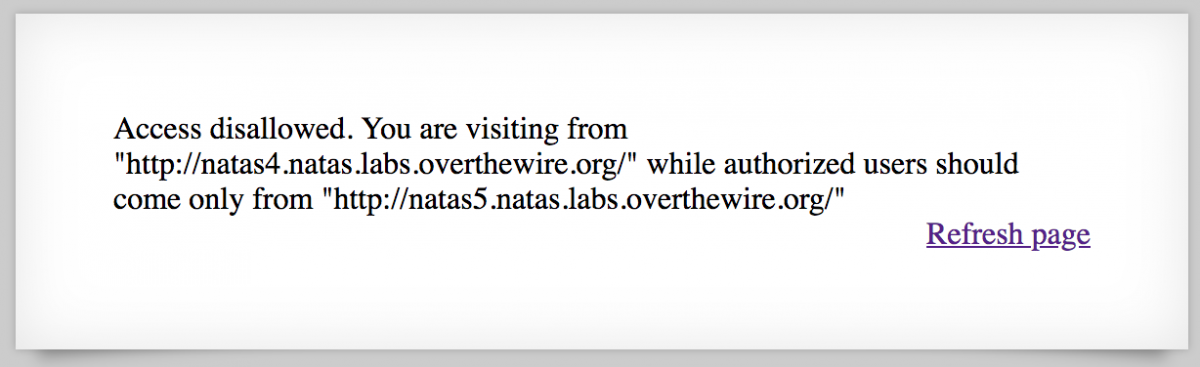 Access disallowed. You are visiting from
"http://natas4.natas.labs.overthewire.org/" while authorized users should
come only from "http://natas5.natas.labs.overthewire.org/"
Refresh page